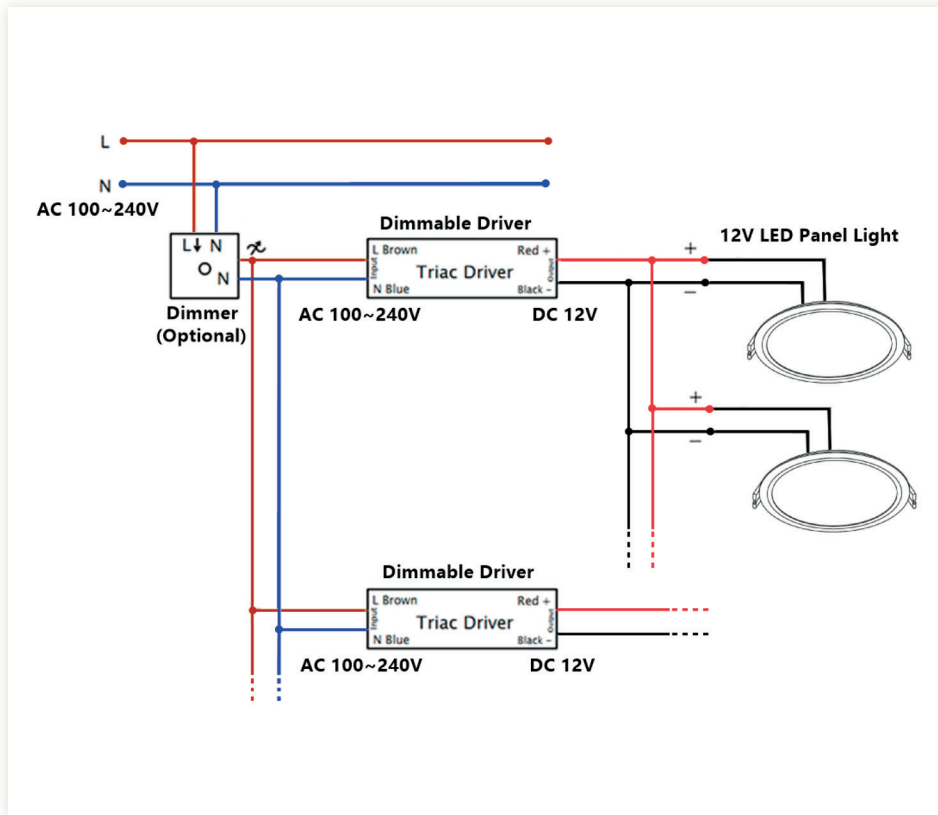 L
N
AC 100~240V
L N
N
Dimmer
(Optional)
Dimmable Driver
L Brown
Red +
Input
Triac Driver
Output
N Blue
Black -
AC 100~240V
DC 12V
12V LED Panel Light
+
−
+
−
Dimmable Driver
L Brown
Red +
Input
Triac Driver
Output
N Blue
Black -
AC 100~240V
DC 12V